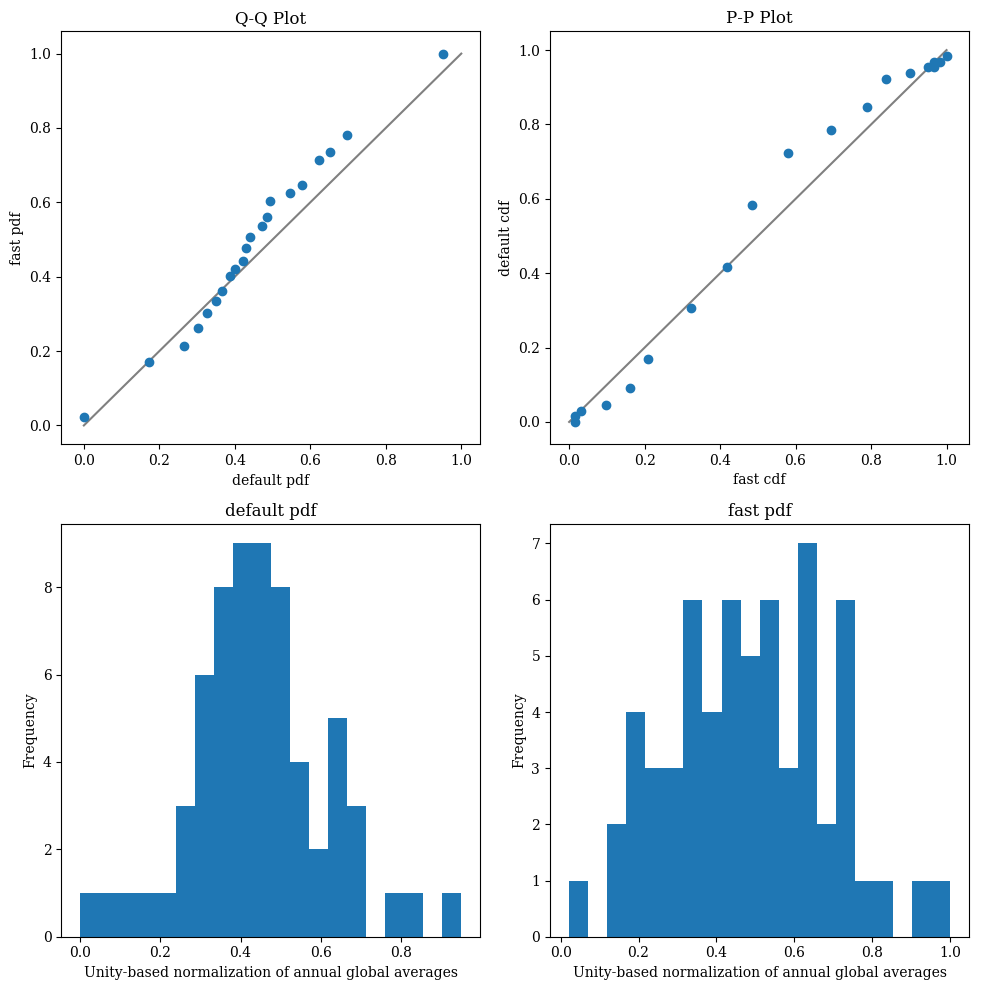 Q-Q Plot
1.0
0.8
0.6
0.4
0.2
0.0
fast pdf
0.0 0.2 0.4 0.6 0.8 1.0
default pdf
P-P Plot
1.0
0.8
0.6
0.4
0.2
0.0
default cdf
0.0 0.2 0.4 0.6 0.8 1.0
fast cdf
default pdf
8
6
4
2
0
Frequency
0.0 0.2 0.4 0.6 0.8
Unity-based normalization of annual global averages
fast pdf
7
6
5
4
3
2
1
0
Frequency
0.0 0.2 0.4 0.6 0.8 1.0
Unity-based normalization of annual global averages